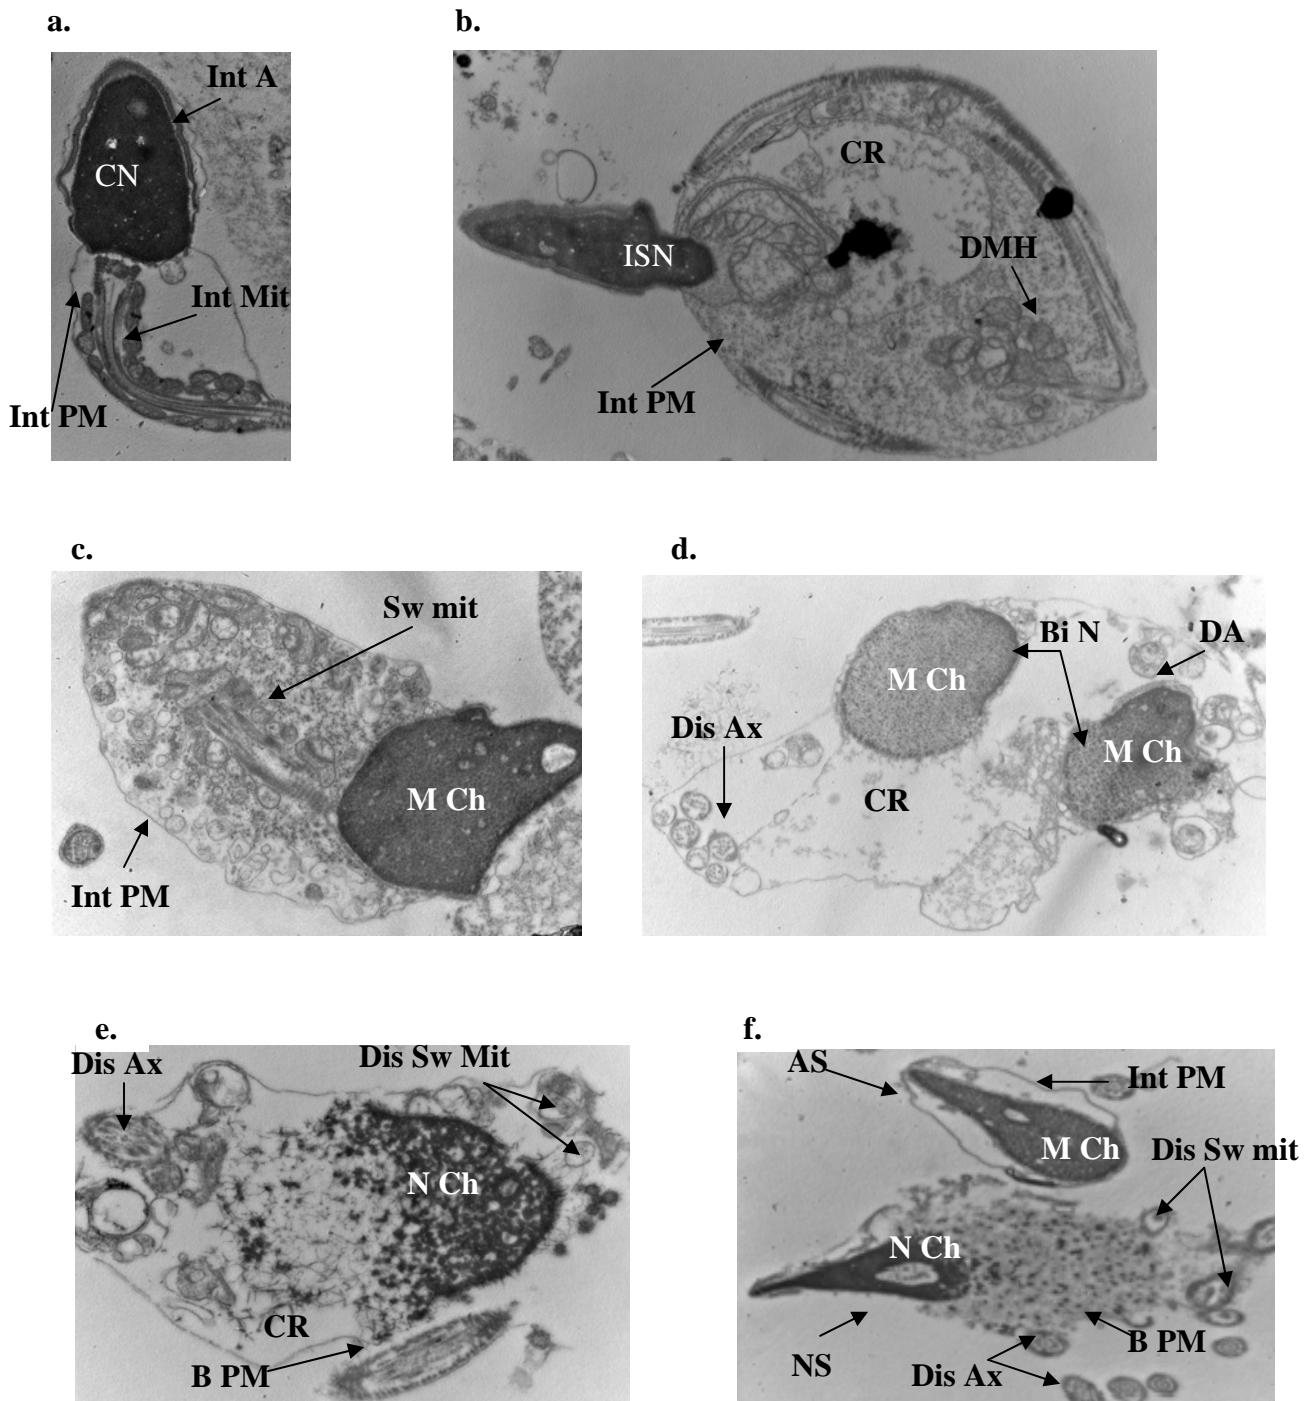 a.
b.
Int A
CN
Int Mit
Int PM
CR
ISN
DMH
Int PM
c.
d.
Sw mit
M Ch
Int PM
Bi N
DA
M Ch
M Ch
Dis Ax
CR
e.
f.
Dis Ax
Dis Sw Mit
N Ch
CR
B PM
AS
Int PM
M Ch
Dis Sw mit
N Ch
NS
B PM
Dis Ax